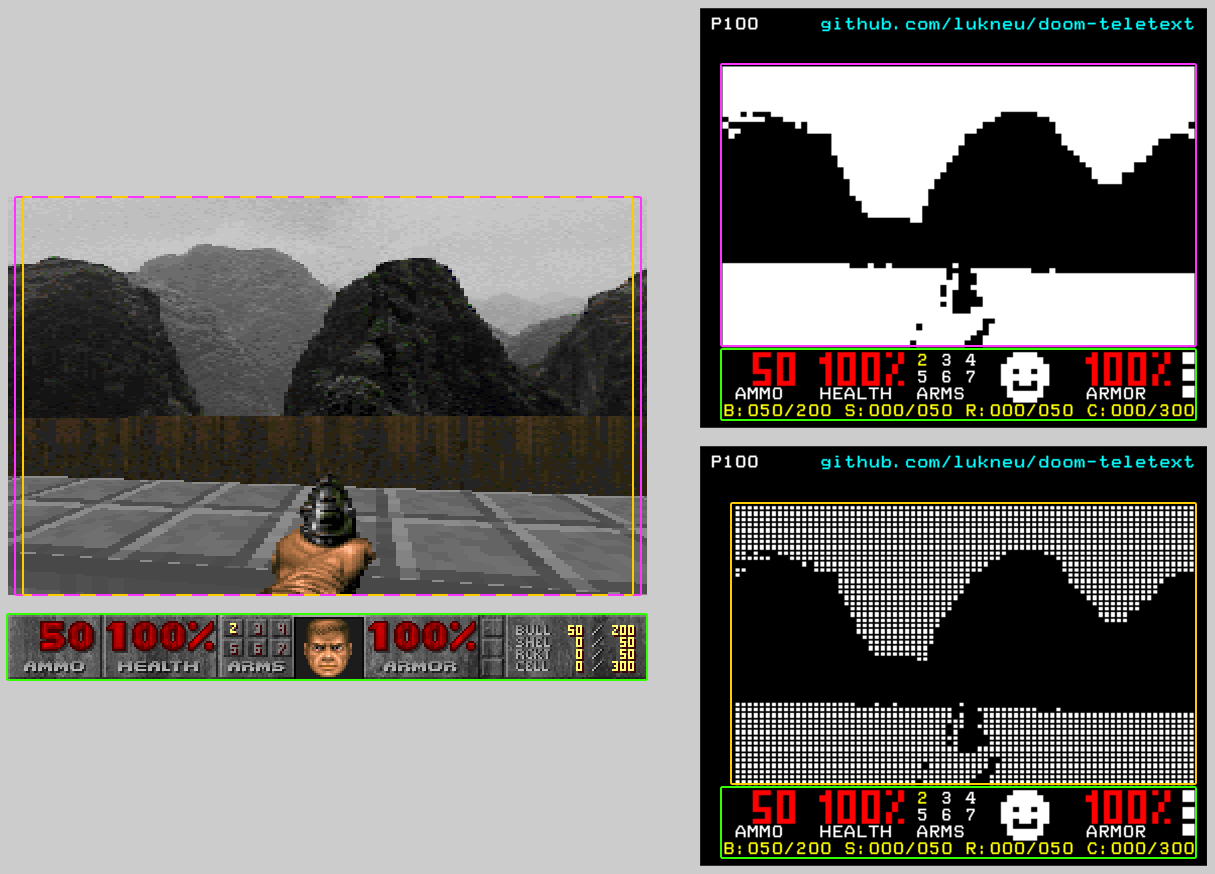 50 100% 2 3 4 100% BULL 50 / 200
5 6 7 SHEL 0 / 50
RCKT 0 / 50
AMMO HEALTH ARMS ARMOR CELL 0 / 300
P100 github.com/lukneu/doom-teletext
50 100% 2 3 4 100%
5 6 7
AMMO HEALTH ARMS ARMOR
B:050/200 S:000/050 R:000/050 C:000/300
P100 github.com/lukneu/doom-teletext
50 100% 2 3 4 100%
5 6 7
AMMO HEALTH ARMS ARMOR
B:050/200 S:000/050 R:000/050 C:000/300